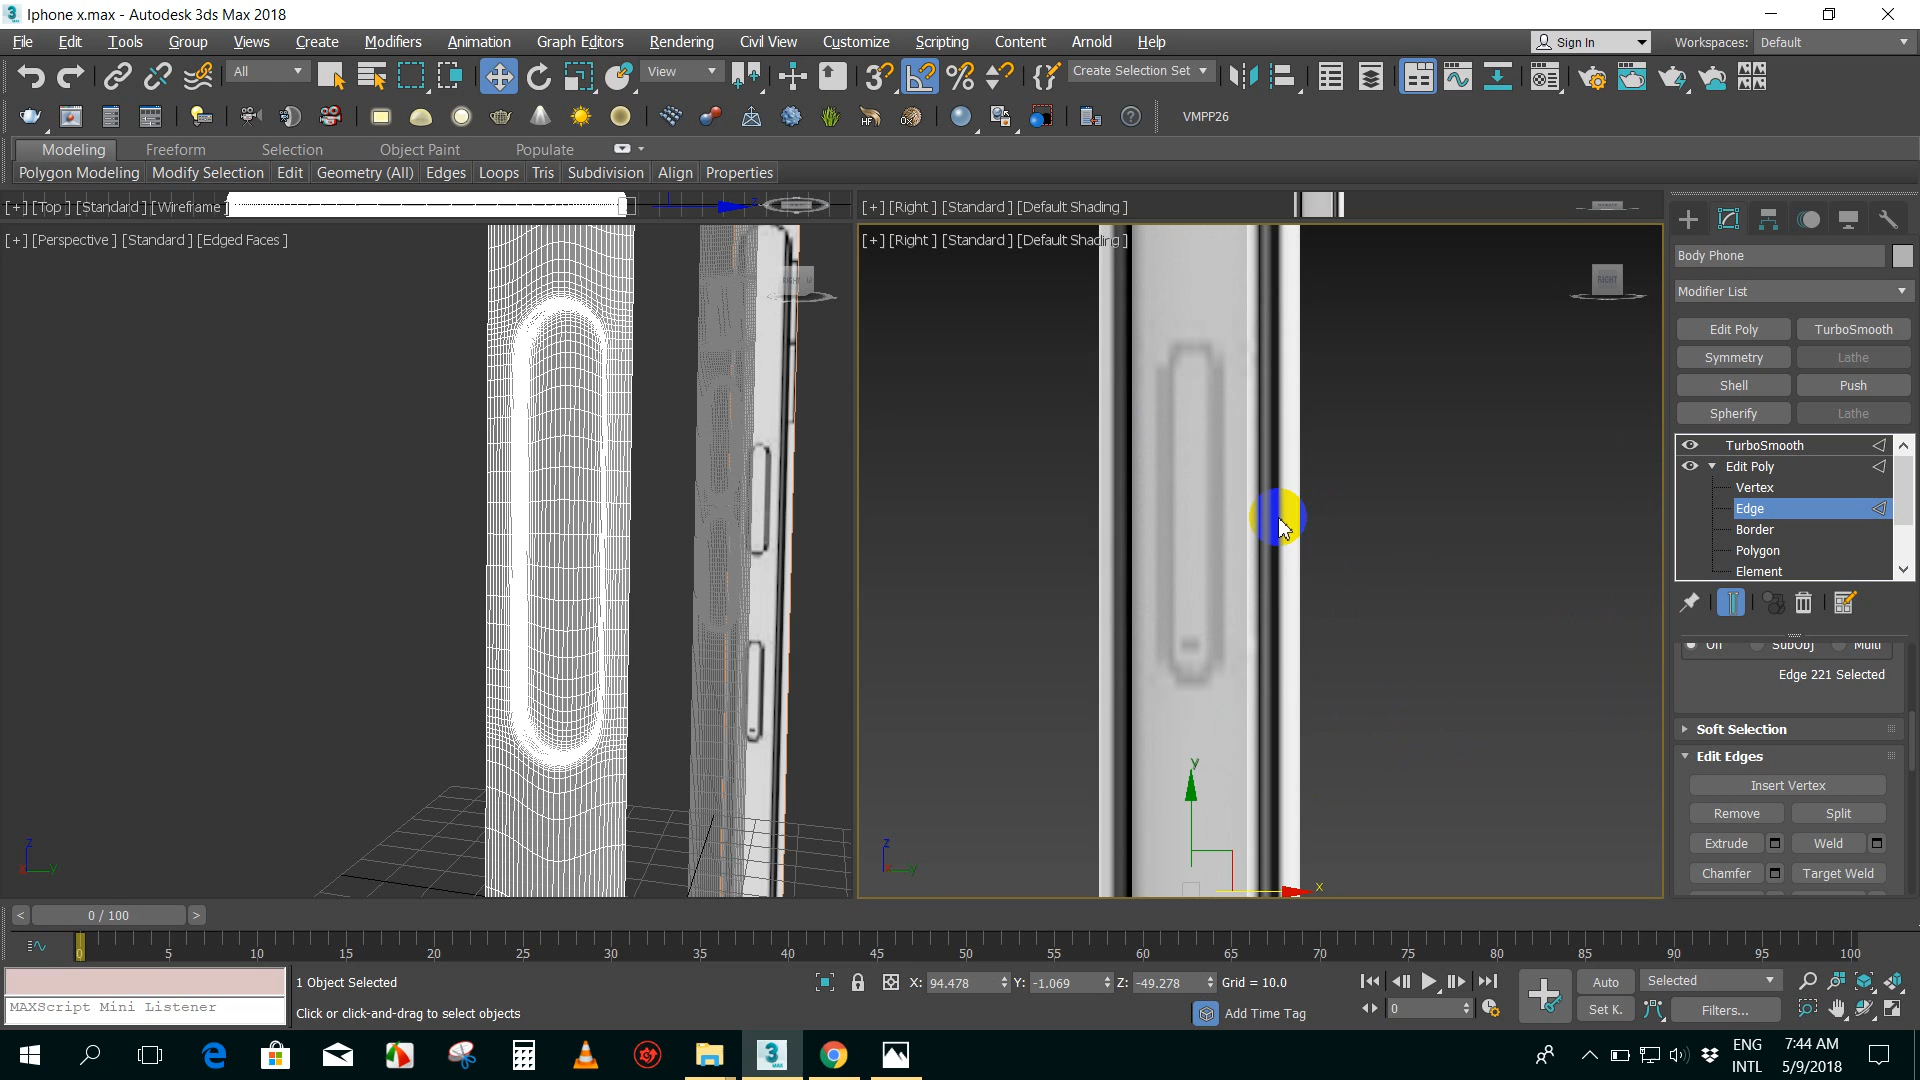 Iphone x.max - Autodesk 3ds Max 2018
File Edit Tools Group Views Create Modifiers Animation Graph Editors Rendering Civil View Customize Scripting Content Arnold Help
Sign In
Workspaces: Default
All
View
Create Selection Set
HF
VMPP26
Modeling Freeform Selection Object Paint Populate
Polygon Modeling Modify Selection Edit Geometry (All) Edges Loops Tris Subdivision Align Properties
[+] [Top ] [Standard ] [Wireframe ]
[+] [Right ] [Standard ] [Default Shading ]
[+] [Perspective ] [Standard ] [Edged Faces ]
[+] [Right ] [Standard ] [Default Shading ]
RIGHT
Body Phone
Modifier List
Edit Poly TurboSmooth
Symmetry Lathe
Shell Push
Spherify Lathe
TurboSmooth
Edit Poly
Vertex
Edge
Border
Polygon
Element
Off SubObj Multi
Edge 221 Selected
Soft Selection
Edit Edges
Insert Vertex
Remove Split
Extrude Weld
Chamfer Target Weld
z
x y
y
x
z
x y
< 0 / 100 >
0 5 10 15 20 25 30 35 40 45 50 55 60 65 70 75 80 85 90 95 100
1 Object Selected
X: 94.478 Y: -1.069 Z: -49.278 Grid = 10.0
Auto Selected
MAXScript Mini Listener
Click or click-and-drag to select objects
Add Time Tag
0
Set K. Filters...
3
MAX
ENG
INTL
7:44 AM
5/9/2018